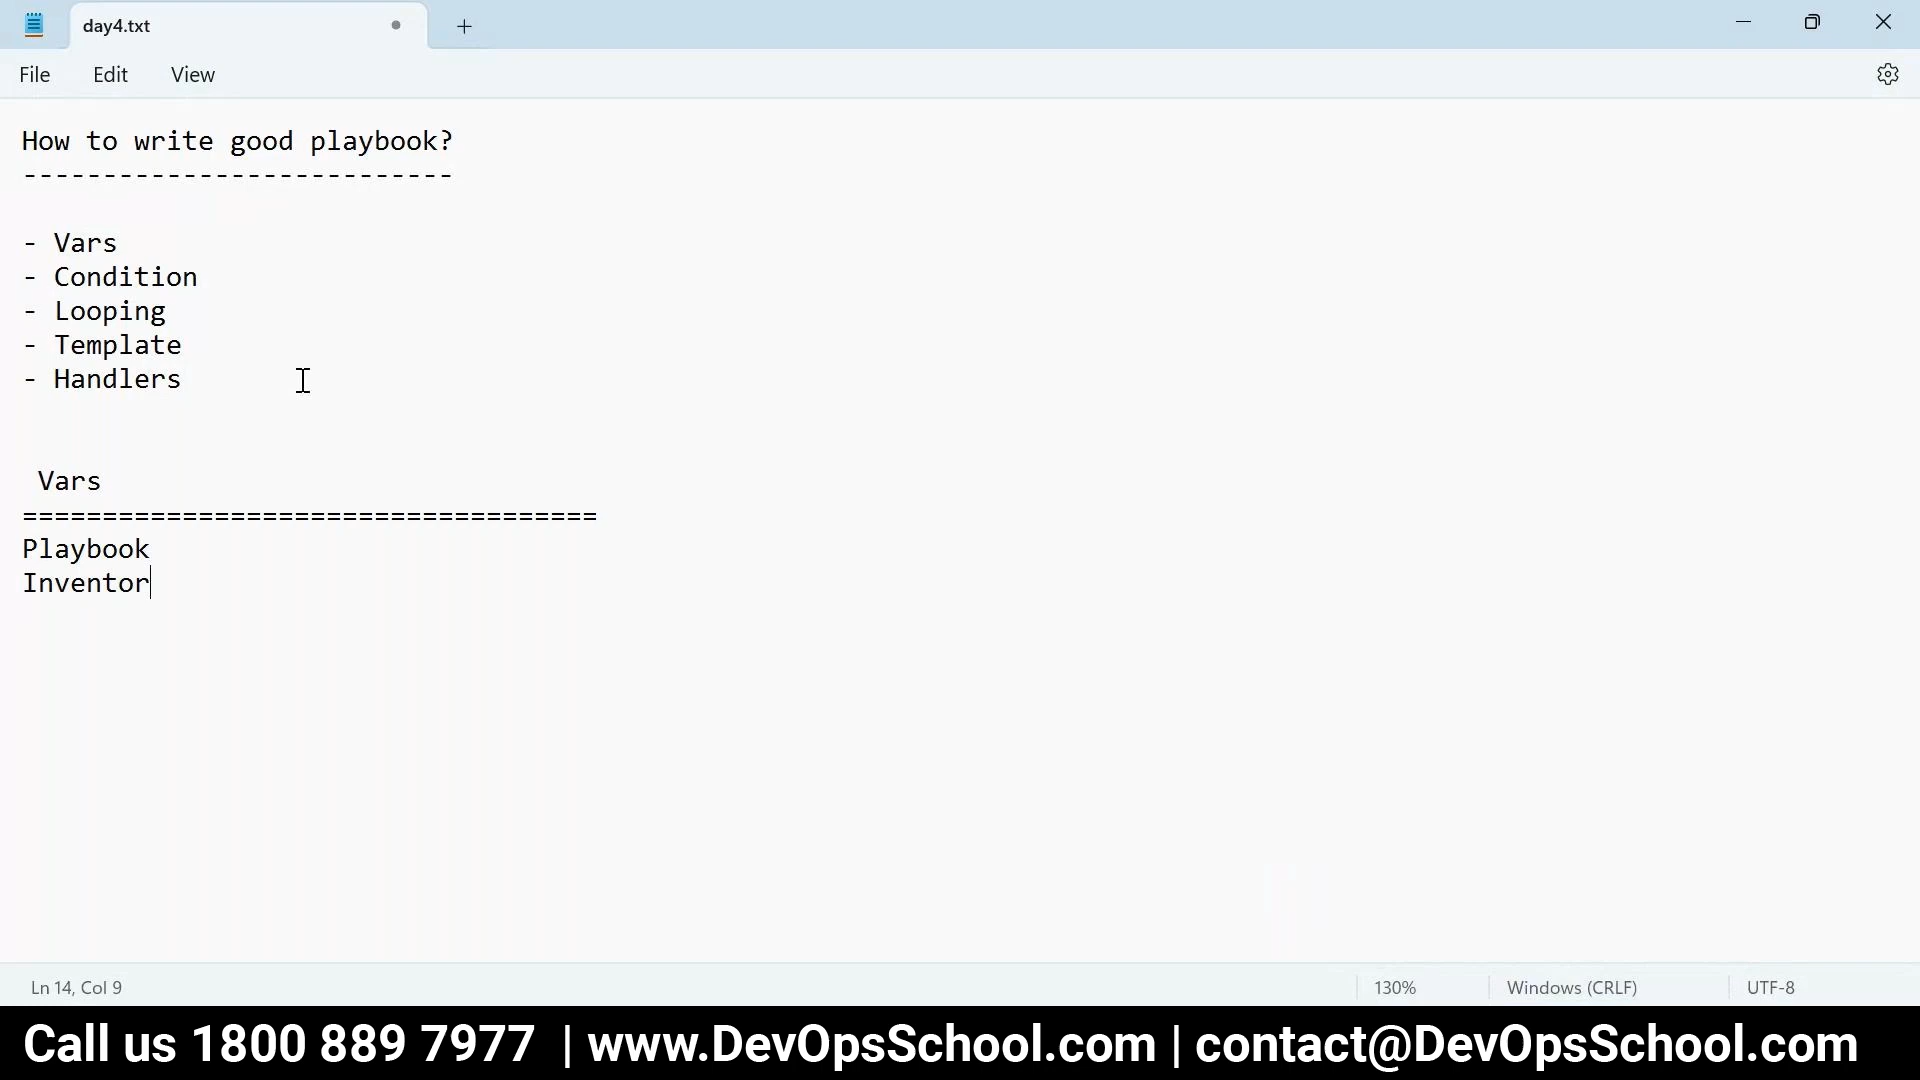 day4.txt
File Edit View
How to write good playbook?
---------------------------
- Vars
- Condition
- Looping
- Template
- Handlers
Vars
====================================
Playbook
Inventor
Ln 14, Col 9 130% Windows (CRLF) UTF-8
Call us 1800 889 7977 | www.DevOpsSchool.com | contact@DevOpsSchool.com